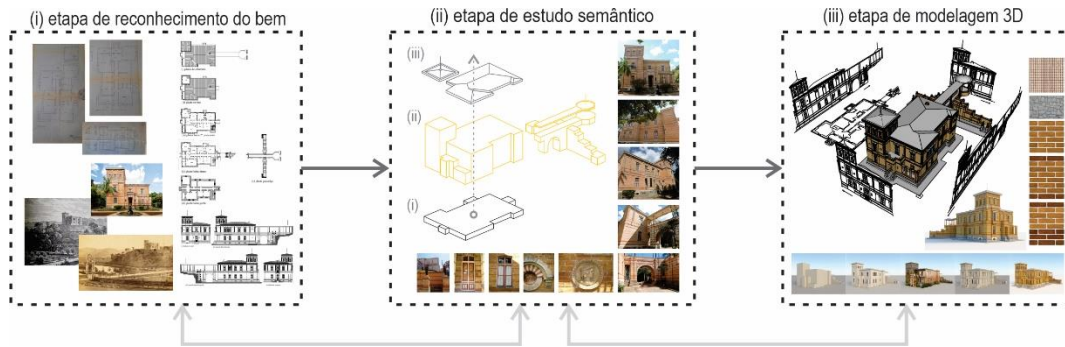 (i) etapa de reconhecimento do bem
(ii) etapa de estudo semântico
(iii) etapa de modelagem 3D
(iii)
(ii)
(i)